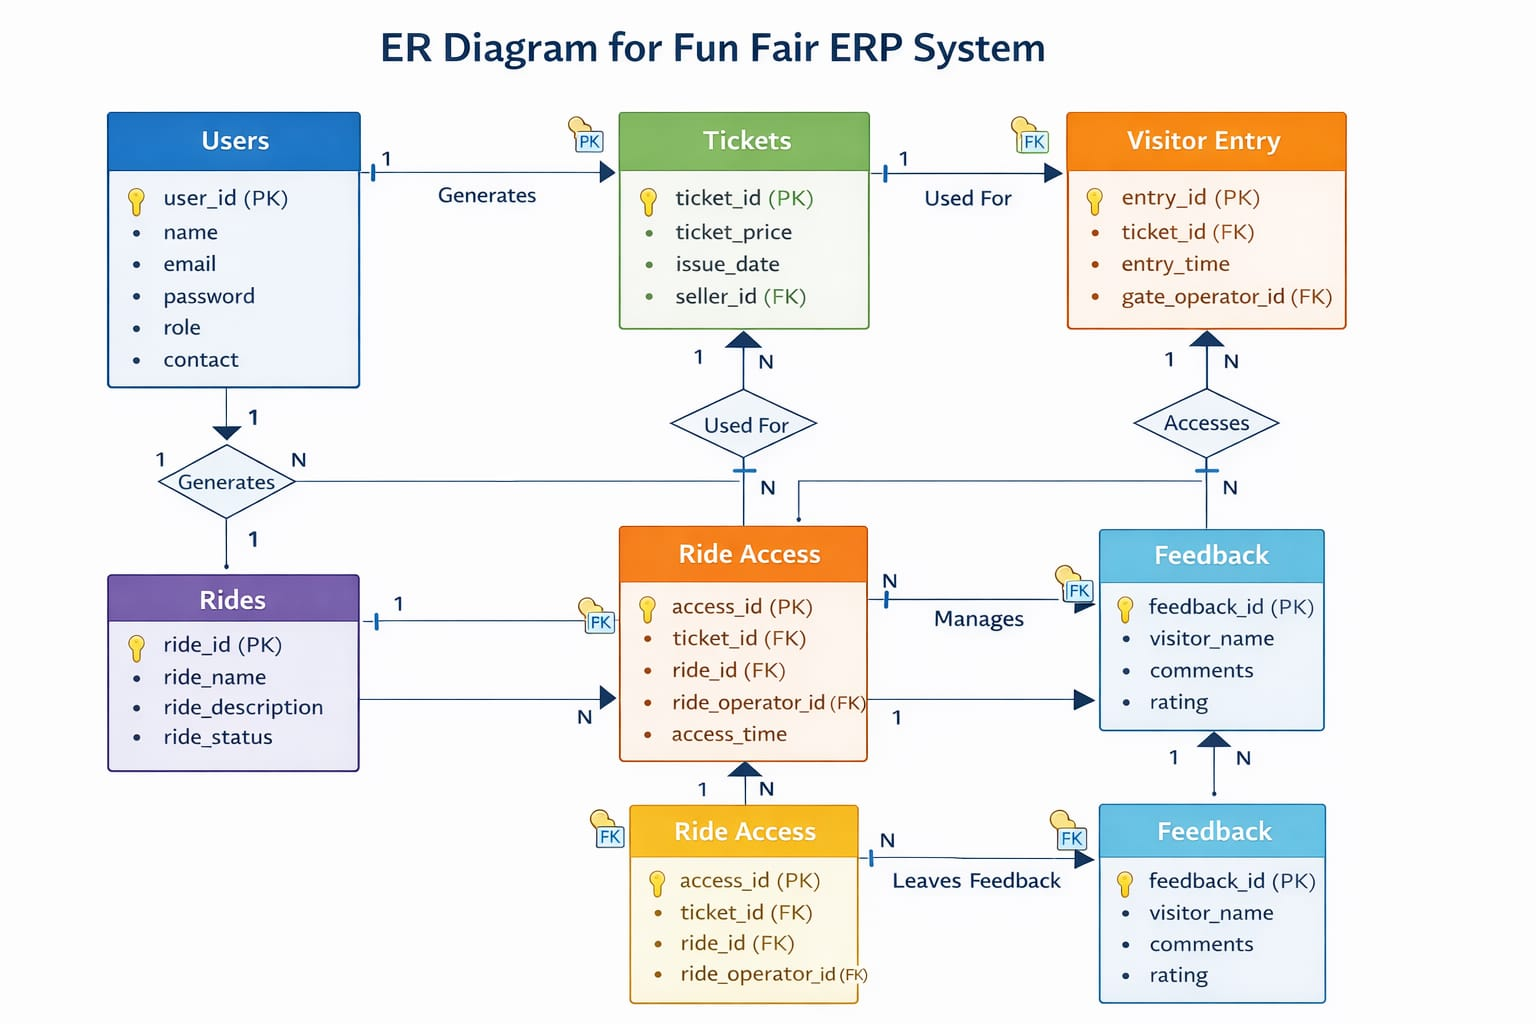 ER Diagram for Fun Fair ERP System
Users
user_id (PK)
name
email
password
role
contact
1
Generates
PK
Tickets
ticket_id (PK)
ticket_price
issue_date
seller_id (FK)
1
Used For
FK
Visitor Entry
entry_id (PK)
ticket_id (FK)
entry_time
gate_operator_id (FK)
1
1
N
Generates
1
1
N
Used For
N
1
N
Accesses
N
Rides
ride_id (PK)
ride_name
ride_description
ride_status
1
FK
N
Ride Access
access_id (PK)
ticket_id (FK)
ride_id (FK)
ride_operator_id (FK)
access_time
N
Manages
FK
1
Feedback
feedback_id (PK)
visitor_name
comments
rating
1
N
1
N
FK
Ride Access
access_id (PK)
ticket_id (FK)
ride_id (FK)
ride_operator_id (FK)
N
Leaves Feedback
FK
Feedback
feedback_id (PK)
visitor_name
comments
rating